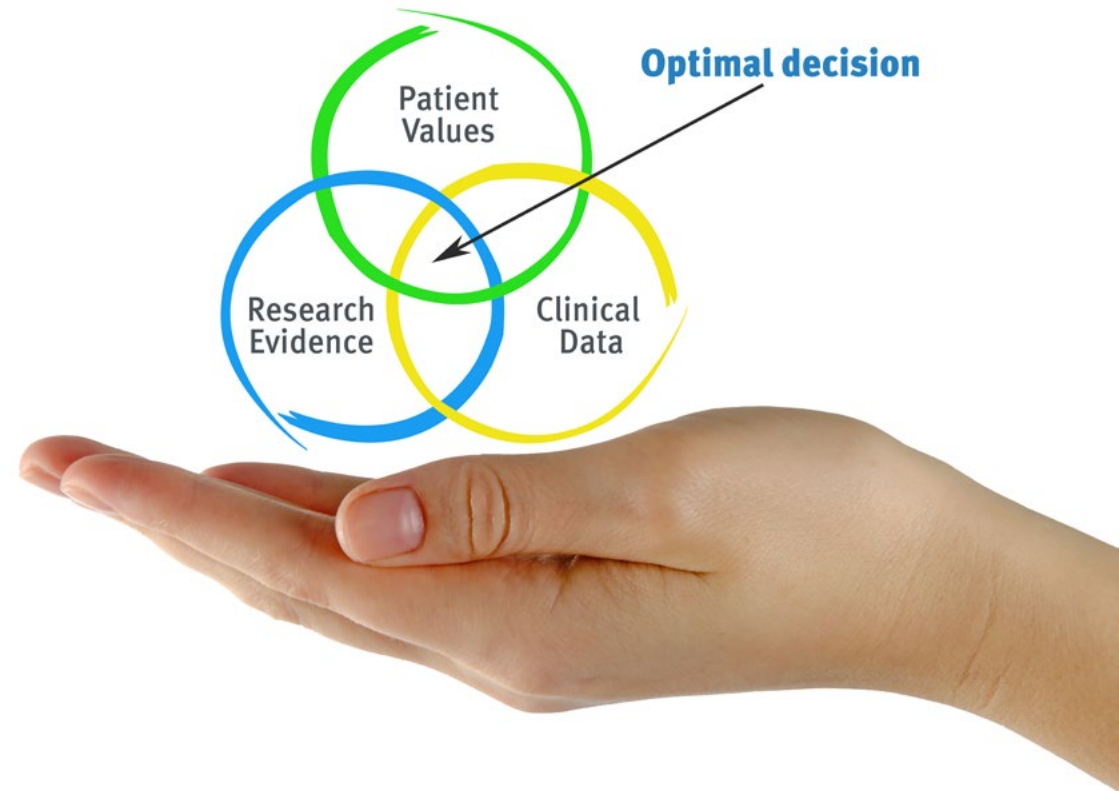 Optimal decision
Patient
Values
Research
Evidence
Clinical
Data